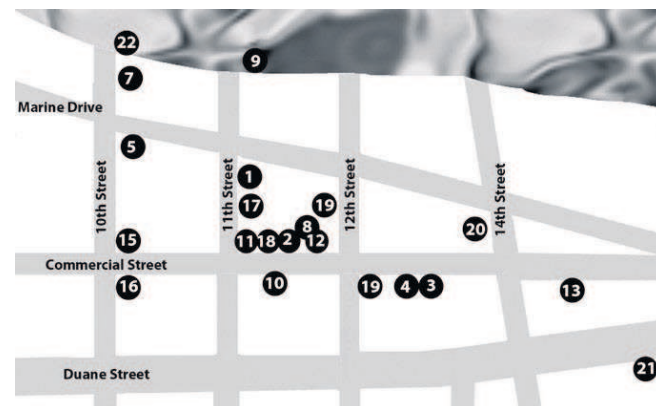 22
9
7
Marine Drive
5
10th Street
11th Street
12th Street
14th Street
1
17
19
8
20
15
11 18 2 12
Commercial Street
16
10
19 4 3
13
Duane Street
21